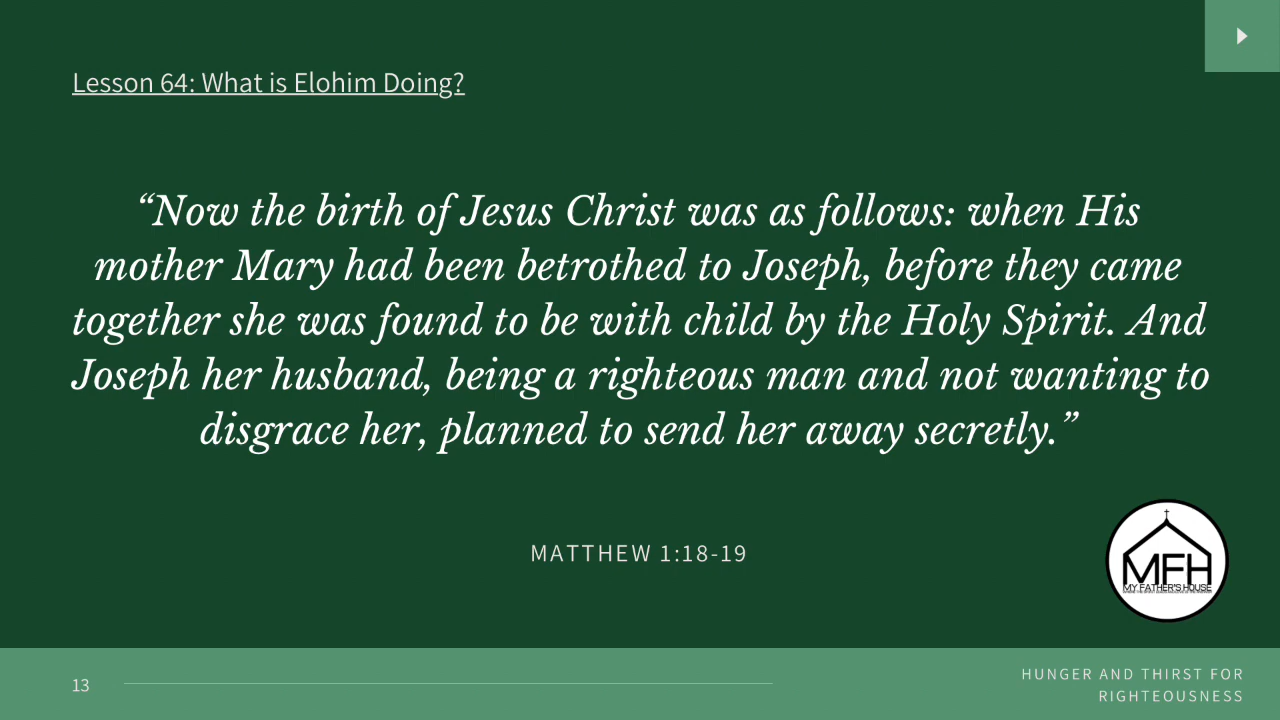 Lesson 64: What is Elohim Doing?
“Now the birth of Jesus Christ was as follows: when His
mother Mary had been betrothed to Joseph, before they came
together she was found to be with child by the Holy Spirit. And
Joseph her husband, being a righteous man and not wanting to
disgrace her, planned to send her away secretly.”
MATTHEW 1:18-19
MFH
MY FATHER'S HOUSE
13
HUNGER AND THIRST FOR
RIGHTEOUSNESS